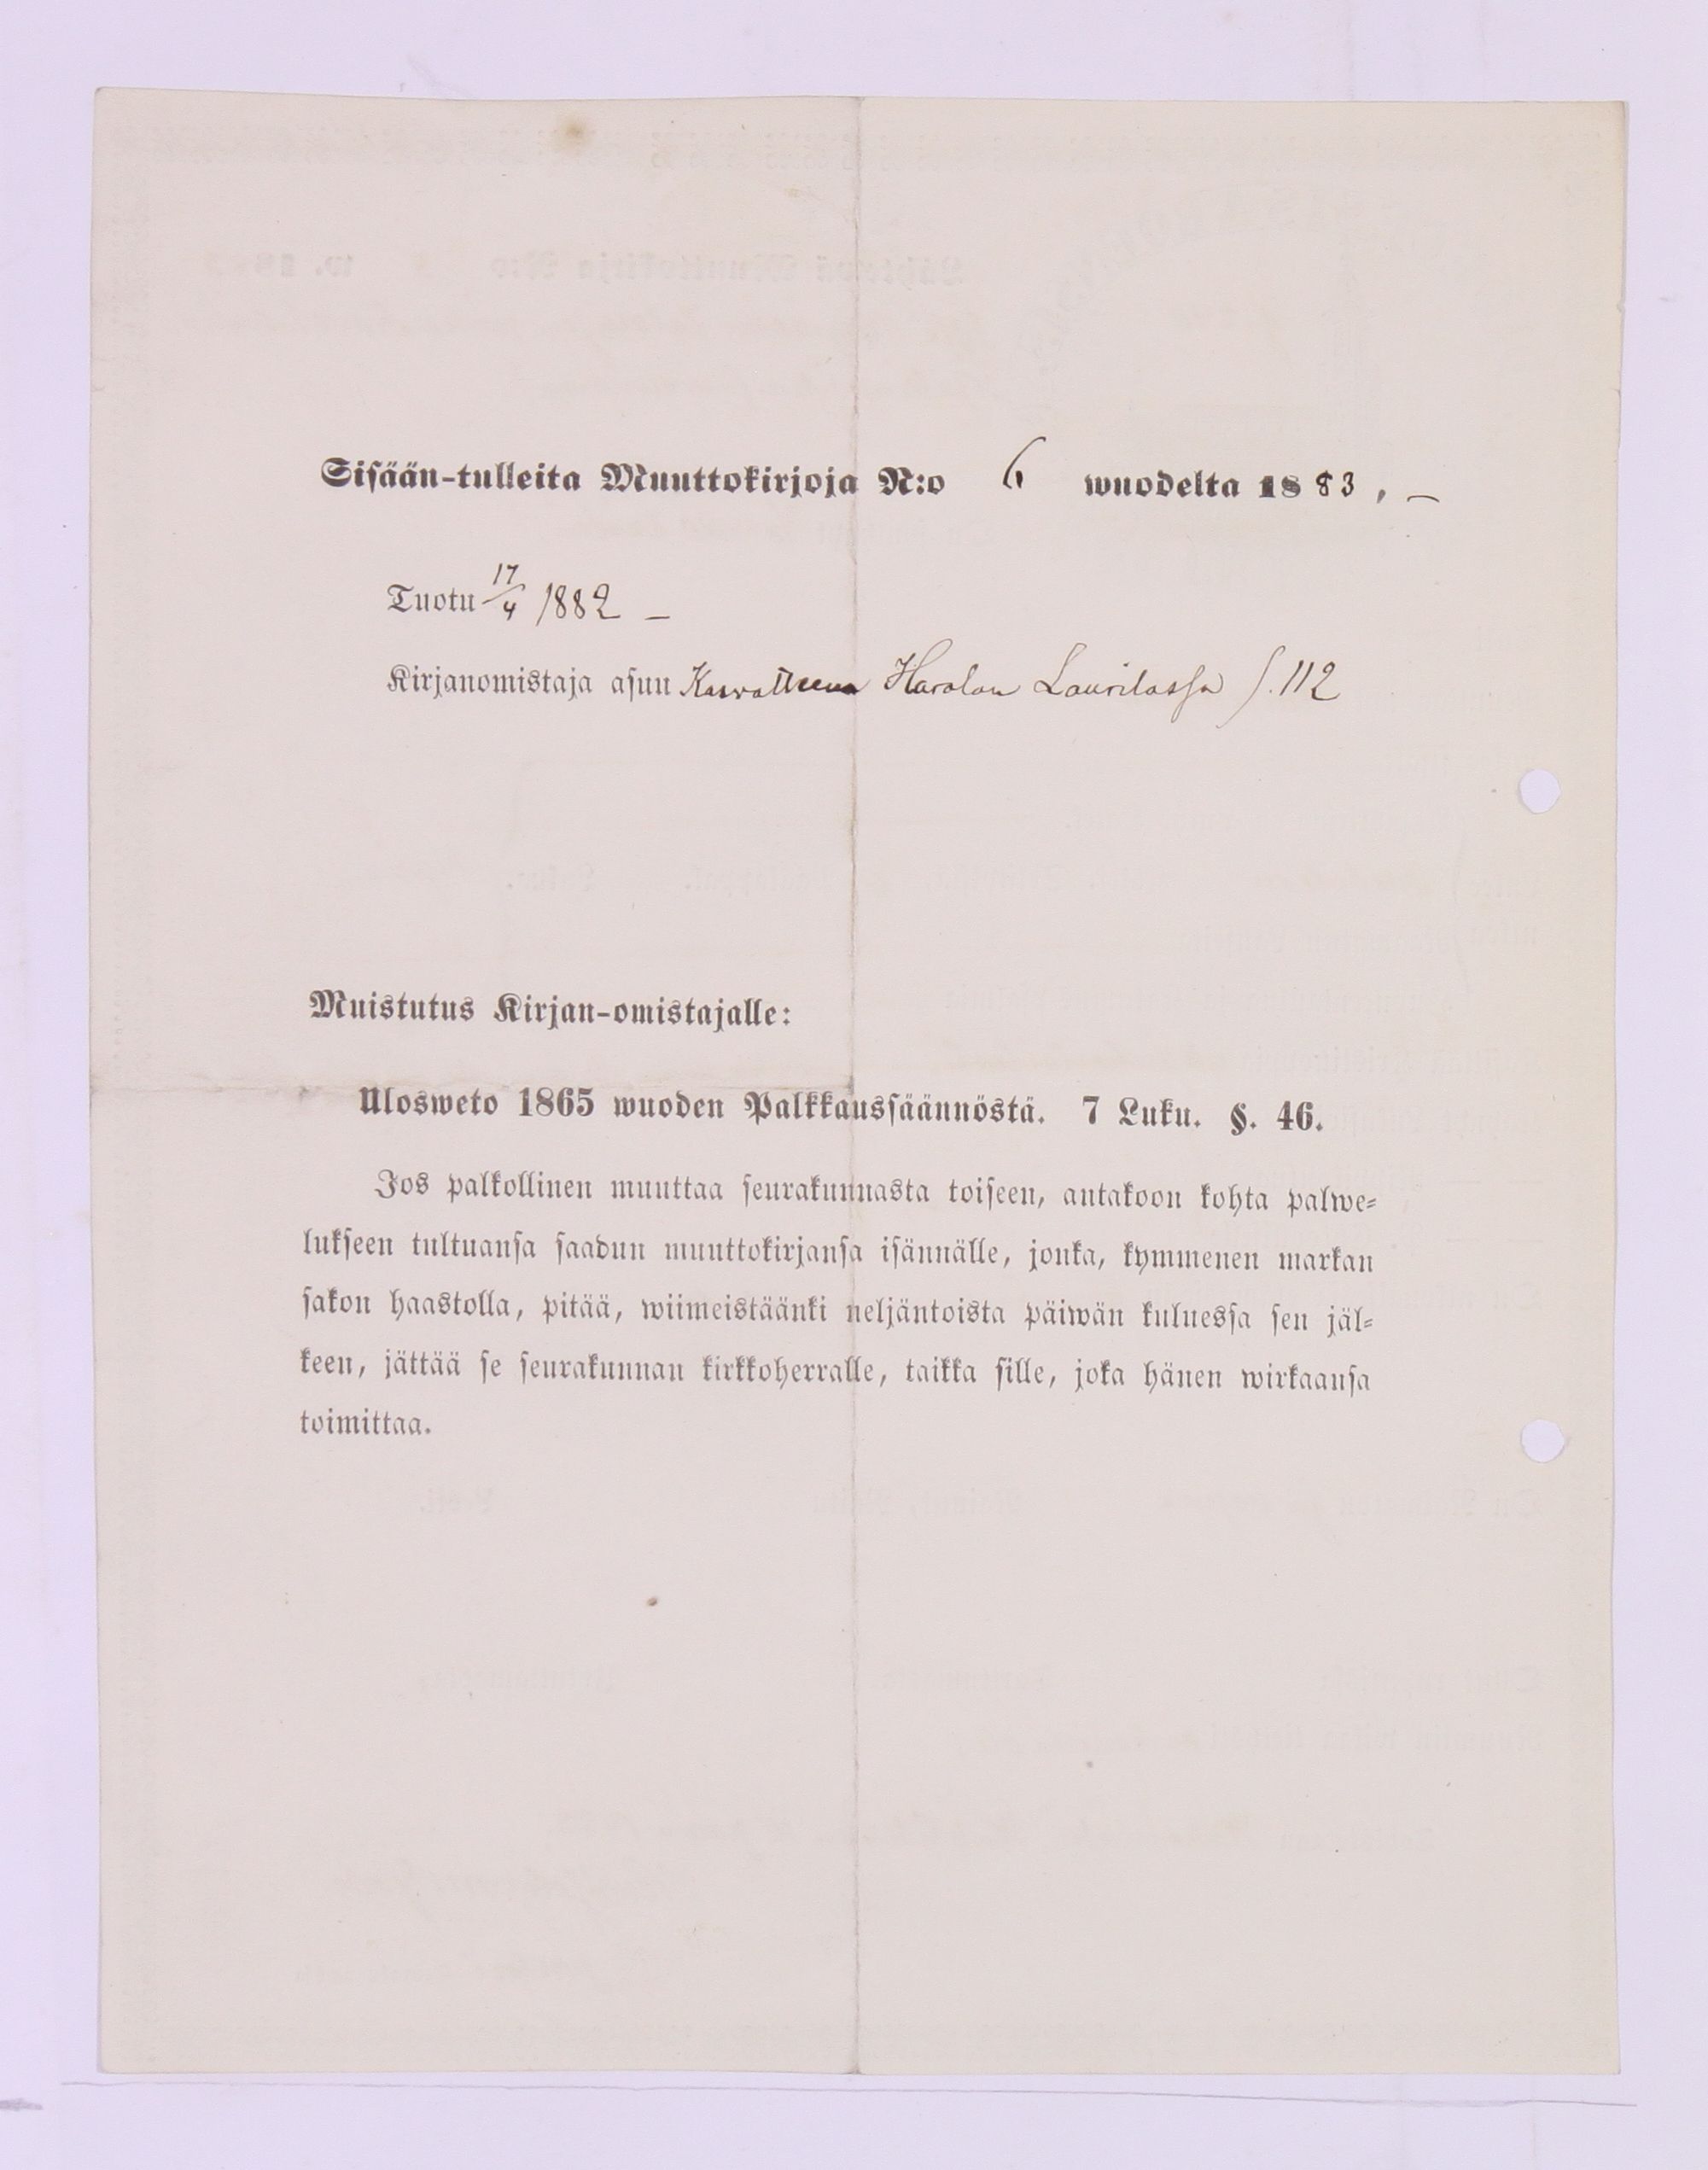 Sisään-tulleita Muuttokirjoja N:o 6 wuodelta 1883, –
Tuotu 17/4 1882 –
Kirjanomistaja asuu Haralan Laurilassa S. 112
Muistutus Kirjan-omistajalle:
Ulosweto 1865 wuoden Palkkaussäännöstä. 7 Luku. §. 46.
Jos palkollinen muuttaa seurakunnasta toiseen, antakoon kohta palwe-
lukseen tultuansa saadun muuttokirjansa isännälle, jonka, kymmenen markan
sakon haastolla, pitää, wiimeistäänki neljäntoista päiwän kuluessa sen jäl-
keen, jättää se seurakunnan kirkkoherralle, taikka sille, joka hänen wirkaansa
toimittaa.